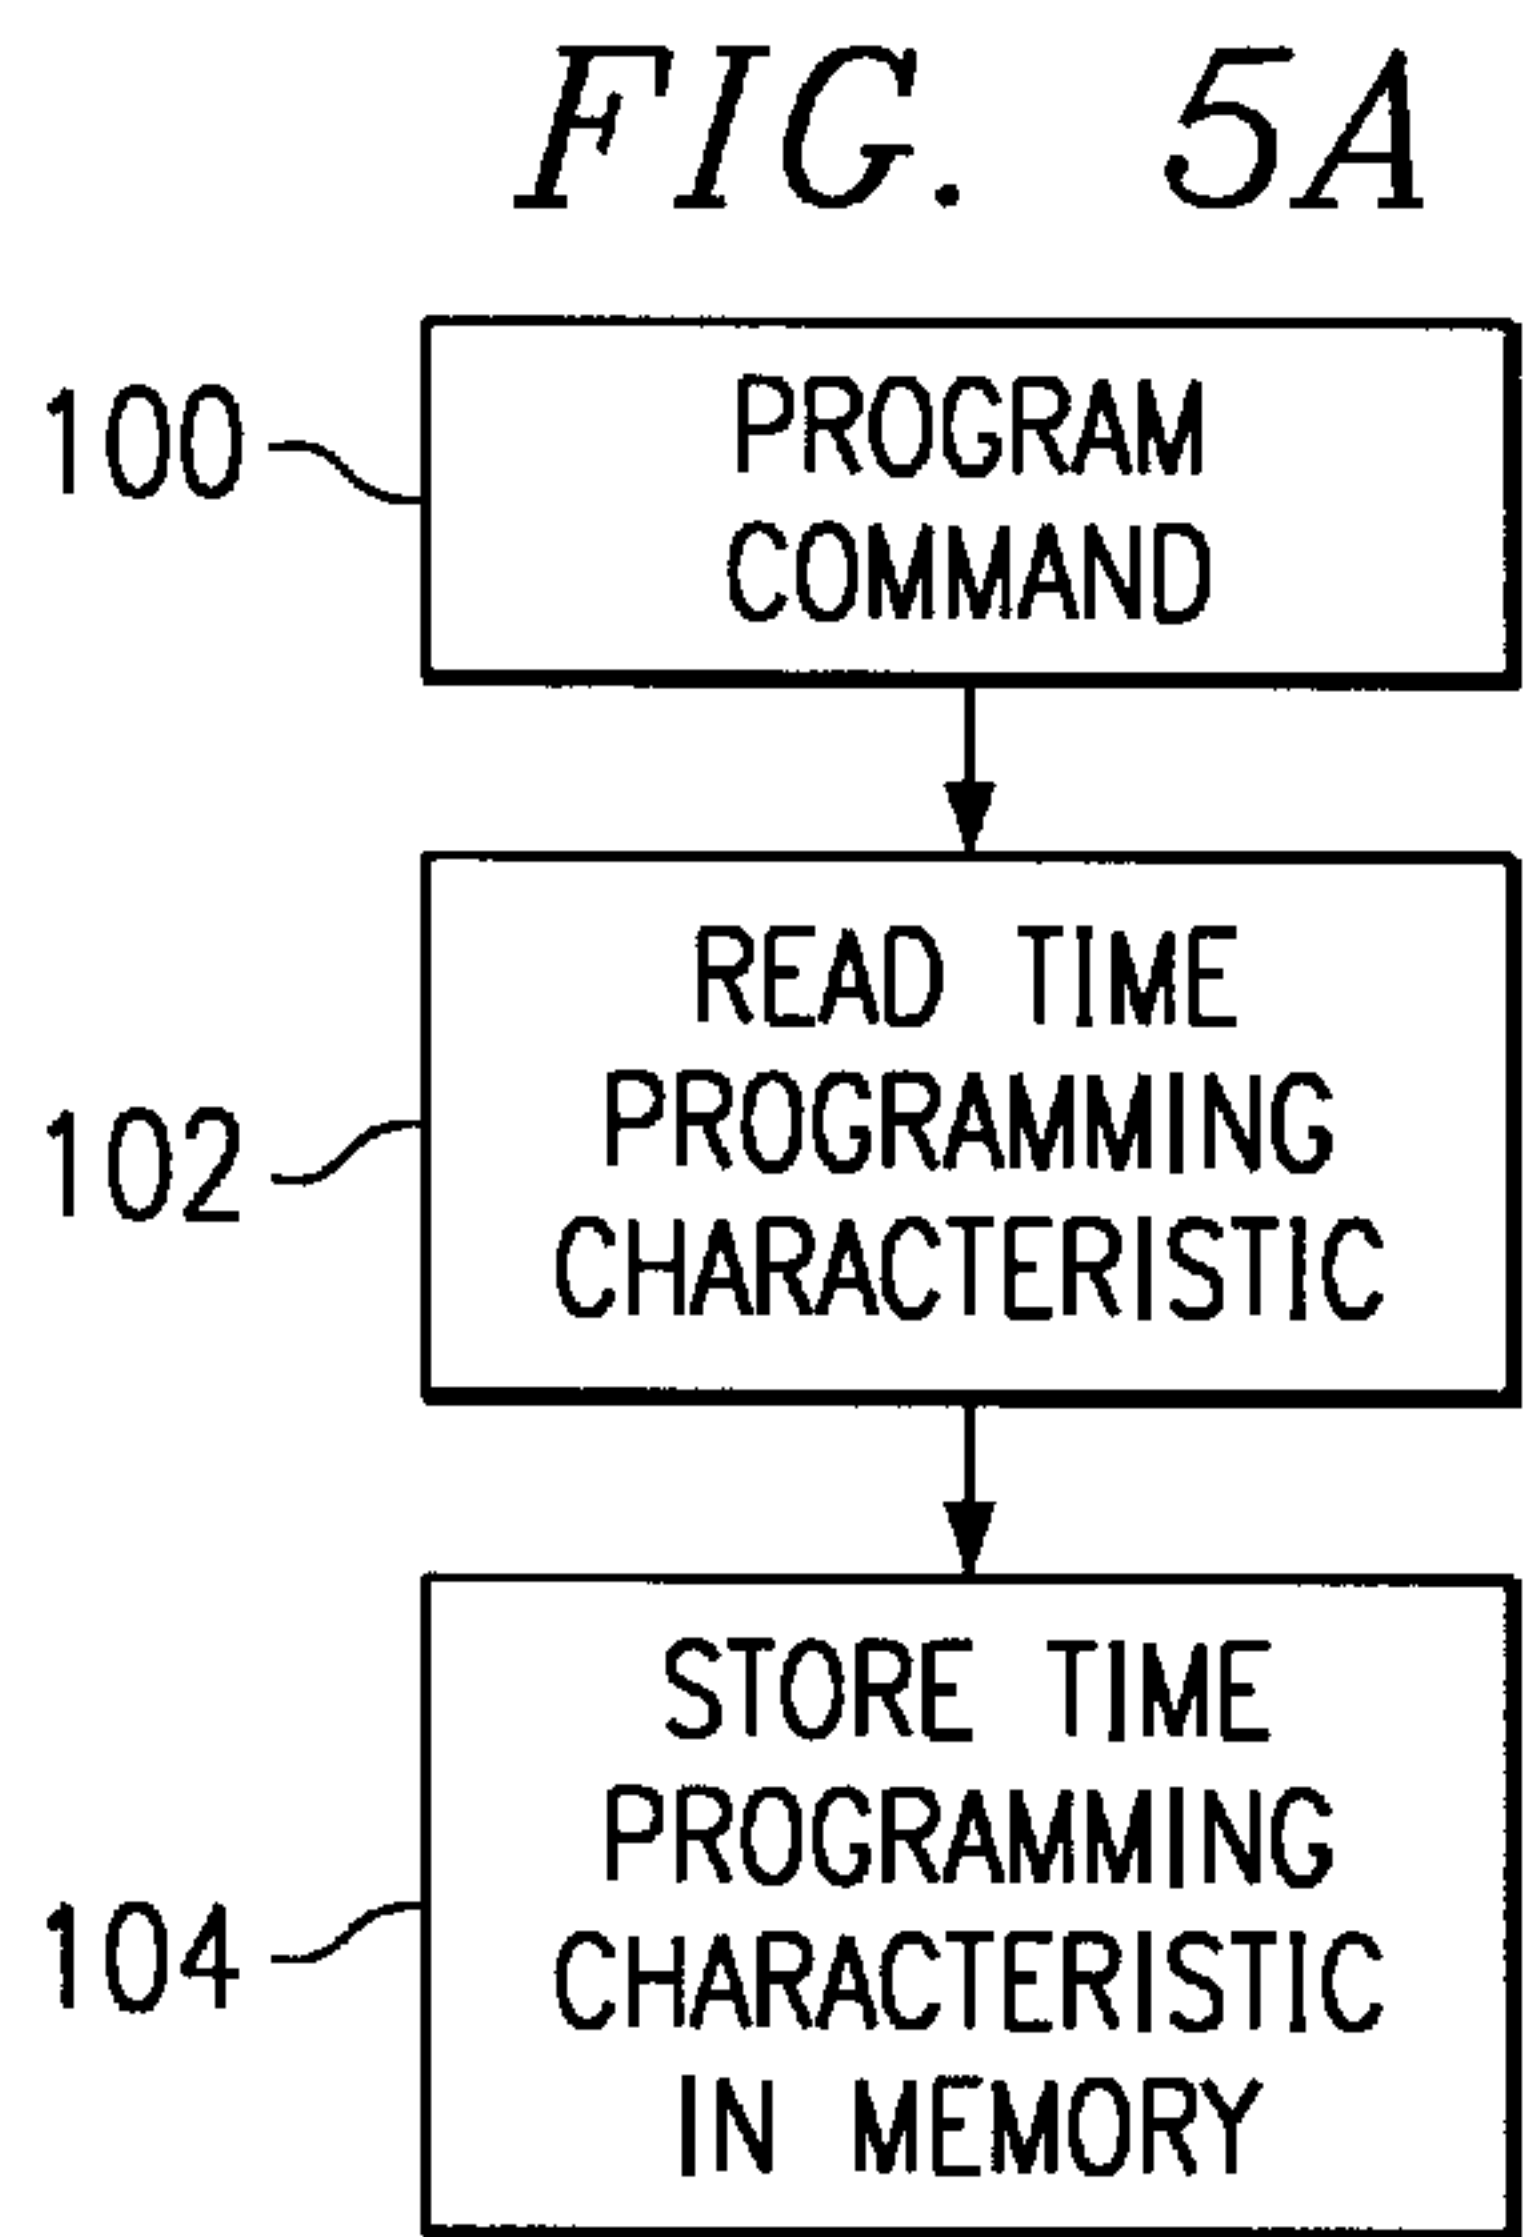 FIG. 5A
100
PROGRAM
COMMAND
102
READ TIME
PROGRAMMING
CHARACTERISTIC
104
STORE TIME
PROGRAMMING
CHARACTERISTIC
IN MEMORY